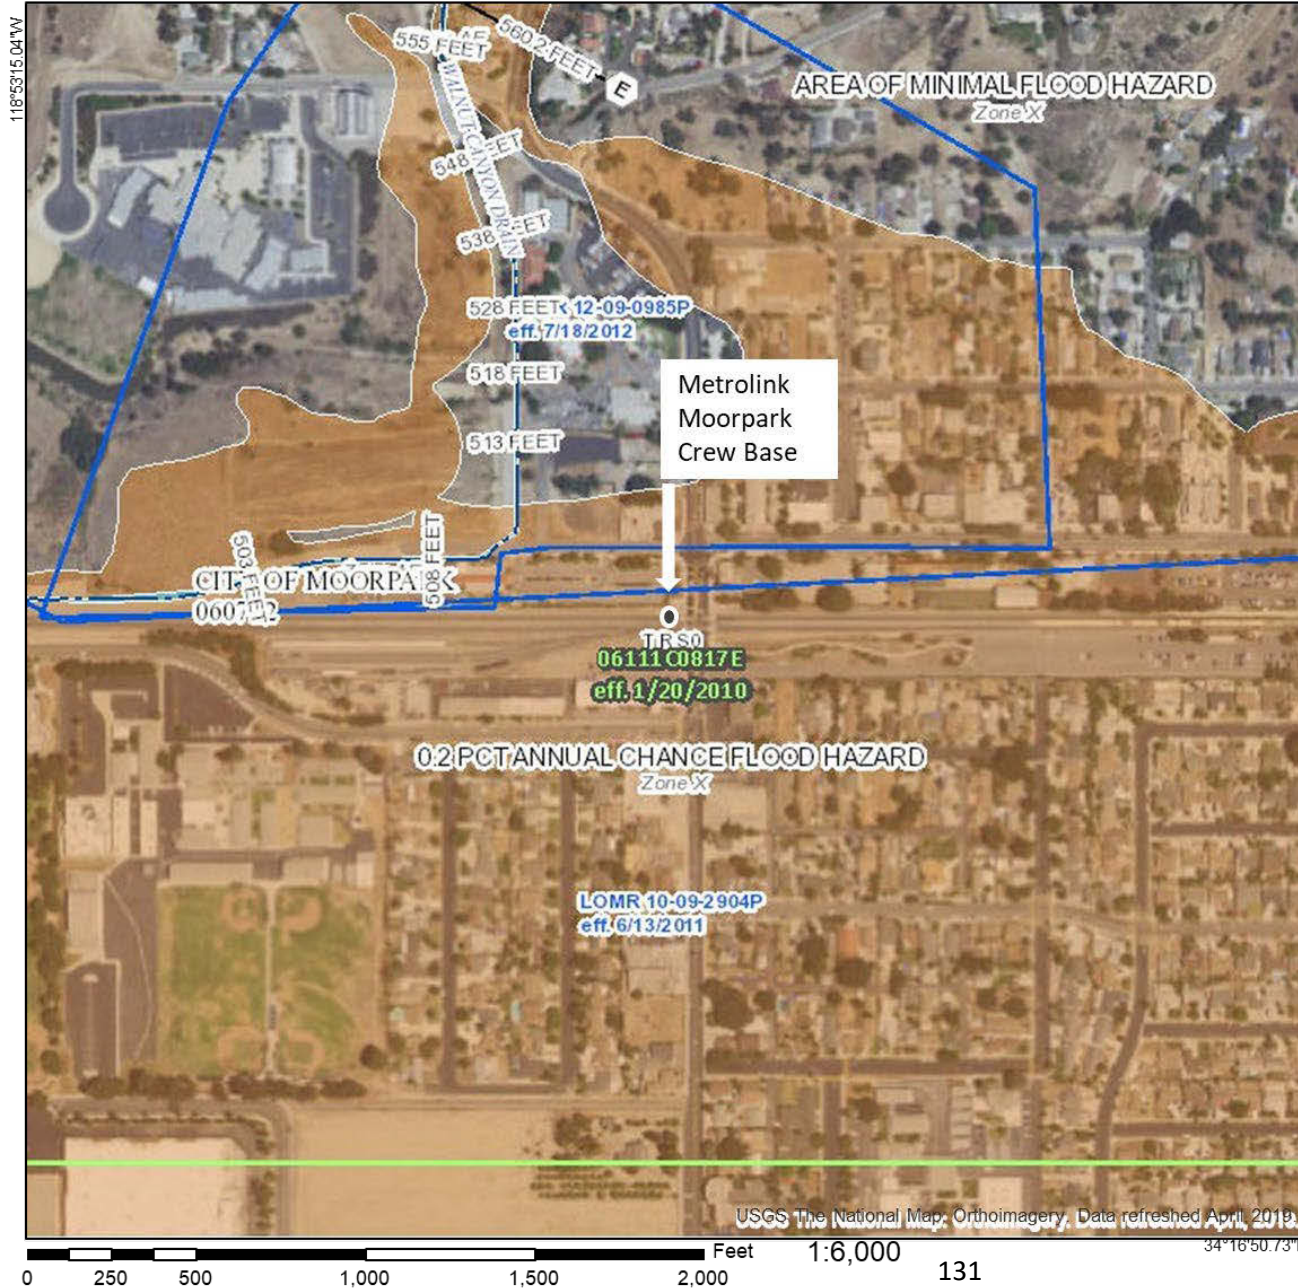 118°53'15.04"W
560.2 FEET
555 FEET
AE
E
AREA OF MINIMAL FLOOD HAZARD
Zone X
WALNUT CANYON DRAIN
548 FEET
538 FEET
528 FEET
12-09-0985P
eff. 7/18/2012
518 FEET
Metrolink
Moorpark
Crew Base
513 FEET
508 FEET
503 FEET
CITY OF MOORPARK
T R S0
06111C0817E
eff. 1/20/2010
0.2 PCT ANNUAL CHANCE FLOOD HAZARD
Zone X
LOMR 10-09-2904P
eff. 6/13/2011
USGS The National Map: Orthoimagery. Data refreshed April, 2019.
Feet
1:6,000
34°16'50.73"
0 250 500 1,000 1,500 2,000
131